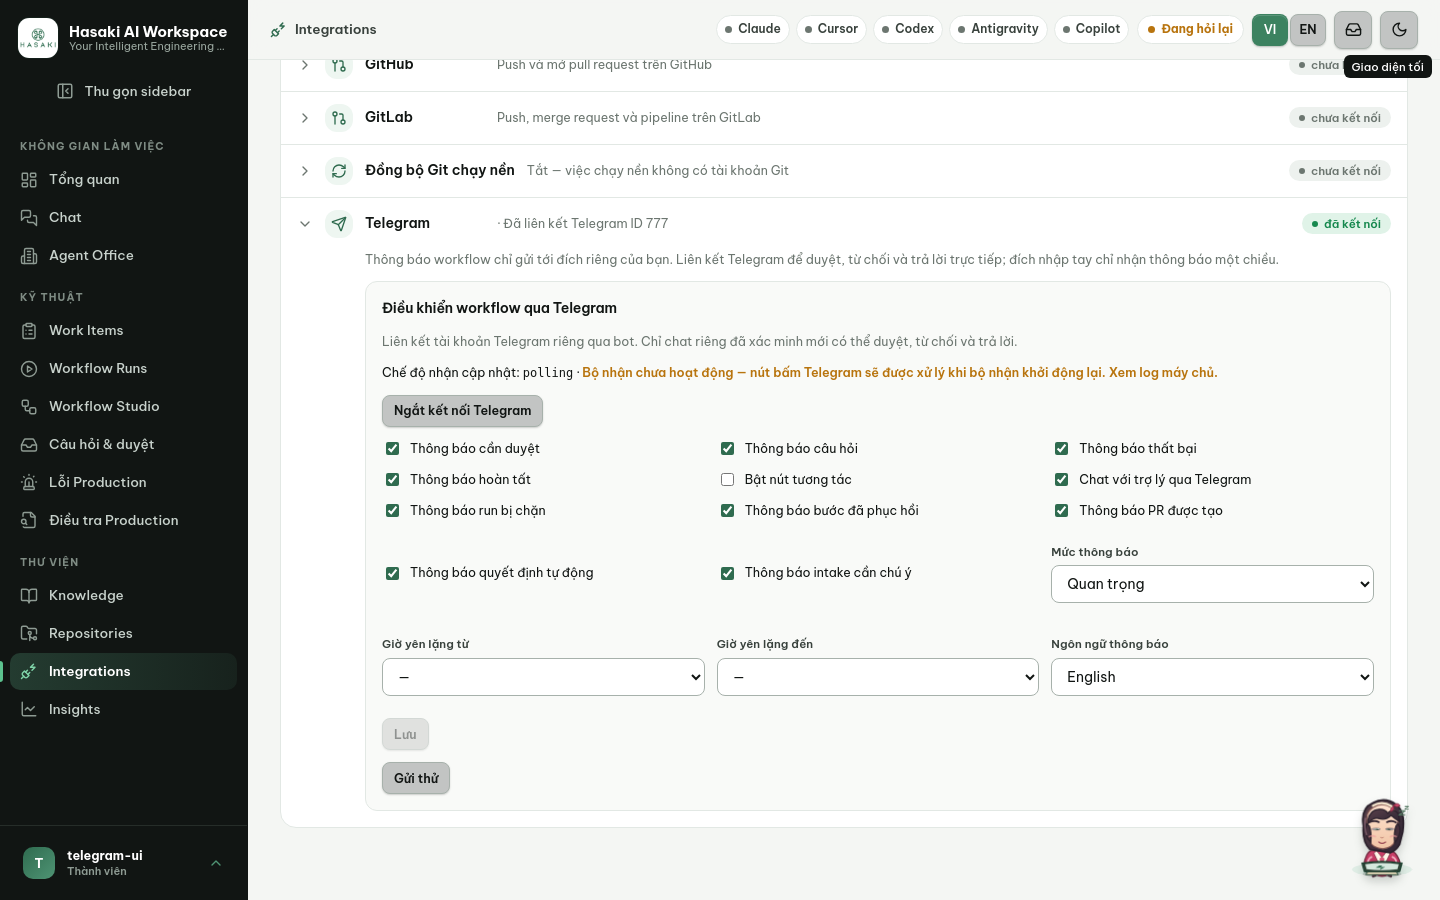 HASAKI
Hasaki AI Workspace
Your Intelligent Engineering ...
Thu gọn sidebar
KHÔNG GIAN LÀM VIỆC
Tổng quan
Chat
Agent Office
KỸ THUẬT
Work Items
Workflow Runs
Workflow Studio
Câu hỏi & duyệt
Lỗi Production
Điều tra Production
THƯ VIỆN
Knowledge
Repositories
Integrations
Insights
T
telegram-ui
Thành viên
Integrations
Claude
Cursor
Codex
Antigravity
Copilot
Đang hỏi lại
VI
EN
Giao diện tối
GitHub
Push và mở pull request trên GitHub
chưa
GitLab
Push, merge request và pipeline trên GitLab
chưa kết nối
Đồng bộ Git chạy nền
Tắt — việc chạy nền không có tài khoản Git
chưa kết nối
Telegram
· Đã liên kết Telegram ID 777
đã kết nối
Thông báo workflow chỉ gửi tới đích riêng của bạn. Liên kết Telegram để duyệt, từ chối và trả lời trực tiếp; đích nhập tay chỉ nhận thông báo một chiều.
Điều khiển workflow qua Telegram
Liên kết tài khoản Telegram riêng qua bot. Chỉ chat riêng đã xác minh mới có thể duyệt, từ chối và trả lời.
Chế độ nhận cập nhật: polling · Bộ nhận chưa hoạt động — nút bấm Telegram sẽ được xử lý khi bộ nhận khởi động lại. Xem log máy chủ.
Ngắt kết nối Telegram
Thông báo cần duyệt
Thông báo câu hỏi
Thông báo thất bại
Thông báo hoàn tất
Bật nút tương tác
Chat với trợ lý qua Telegram
Thông báo run bị chặn
Thông báo bước đã phục hồi
Thông báo PR được tạo
Thông báo quyết định tự động
Thông báo intake cần chú ý
Mức thông báo
Quan trọng
Giờ yên lặng từ
Giờ yên lặng đến
Ngôn ngữ thông báo
—
—
English
Lưu
Gửi thử